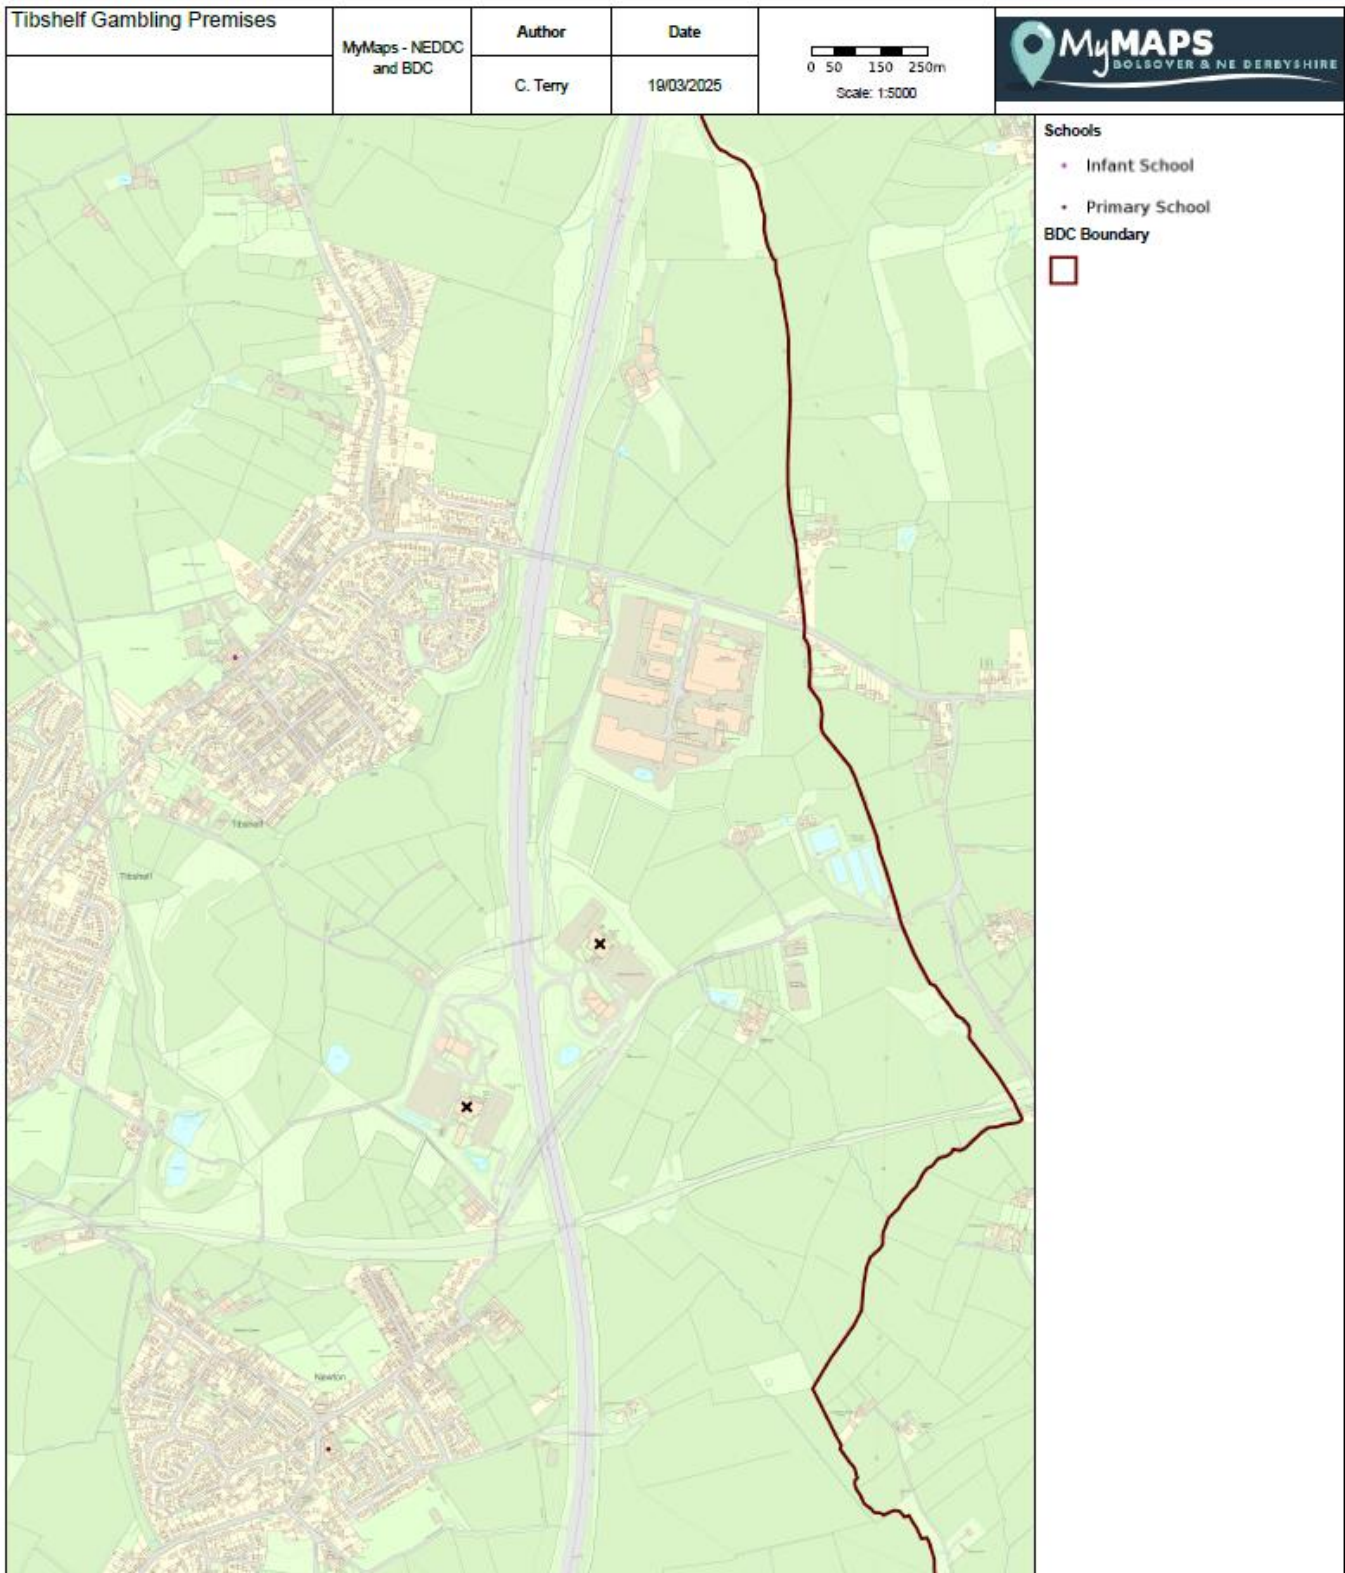 Tibshelf Gambling Premises
MyMaps - NEDDC
and BDC
Author
C. Terry
Date
19/03/2025
0 50 150 250m
Scale: 1:5000
MyMAPS
BOLSOVER & NE DERBYSHIRE
Schools
Infant School
Primary School
BDC Boundary
Tibshelf
Tibshelf
Newton